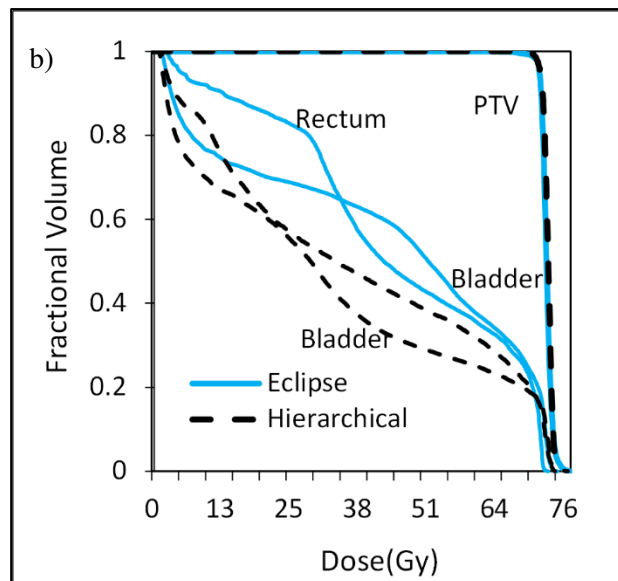 b)
1
0.8
0.6
0.4
0.2
0
Fractional Volume
Rectum
PTV
Bladder
Bladder
Eclipse
Hierarchical
0 13 25 38 51 64 76
Dose(Gy)